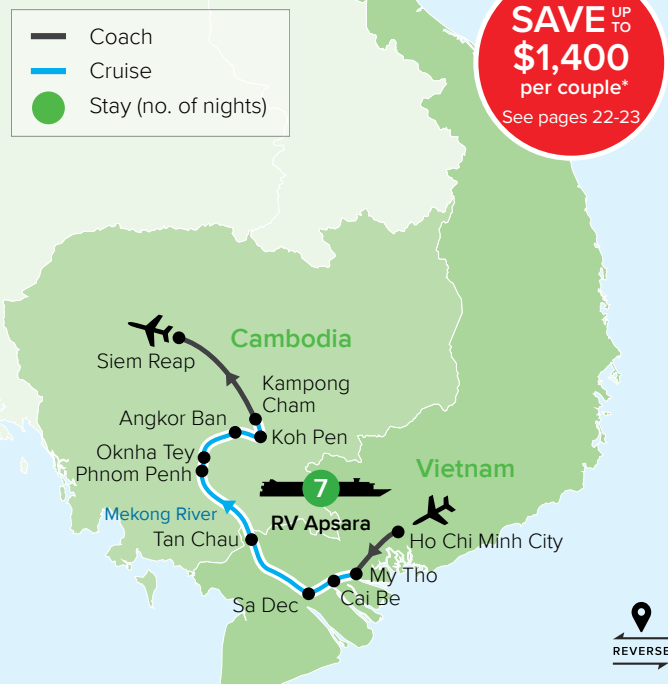 Coach
Cruise
Stay (no. of nights)
SAVE UP TO
$1,400
per couple*
See pages 22-23
Cambodia
Siem Reap
Kampong
Cham
Angkor Ban
Koh Pen
Oknha Tey
Phnom Penh
Vietnam
7
Mekong River
RV Apsara
Tan Chau
Ho Chi Minh City
My Tho
Cai Be
Sa Dec
REVERSE